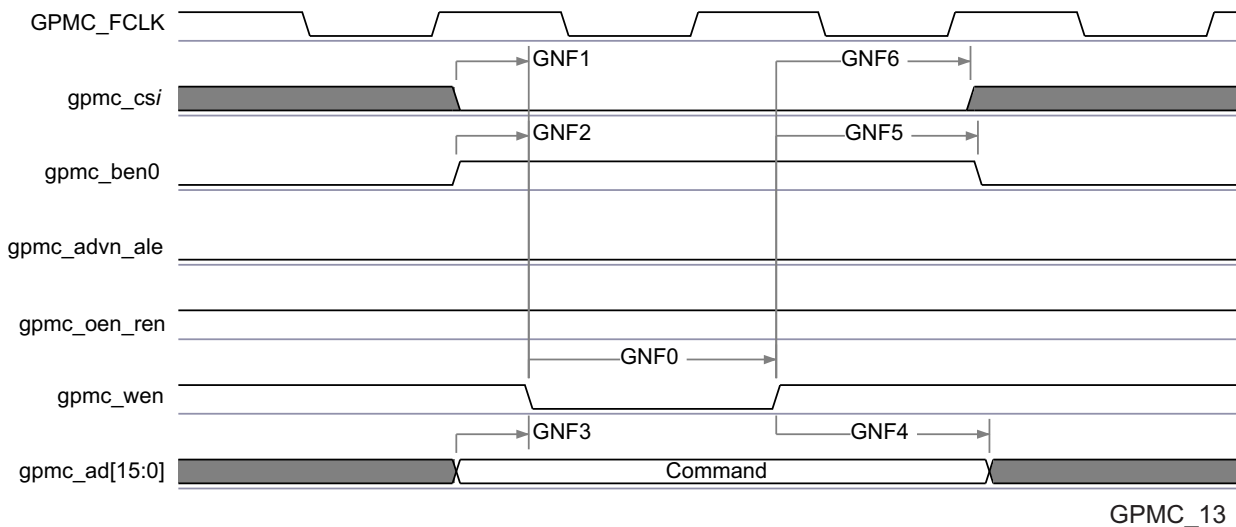 GPMC_FCLK
GNF1
GNF6
gpmc_csi
GNF2
GNF5
gpmc_ben0
gpmc_advn_ale
gpmc_oen_ren
GNF0
gpmc_wen
GNF3
GNF4
gpmc_ad[15:0]
Command
GPMC_13